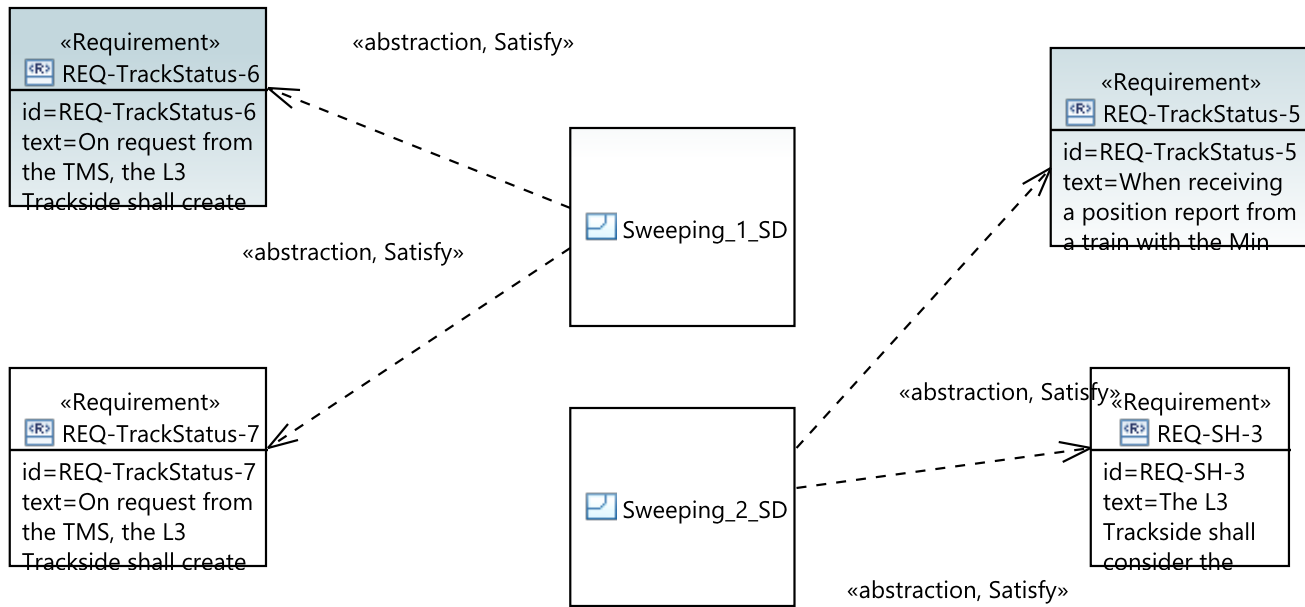 «Requirement»
REQ-TrackStatus-6
id=REQ-TrackStatus-6
text=On request from
the TMS, the L3
Trackside shall create
«abstraction, Satisfy»
«abstraction, Satisfy»
«Requirement»
REQ-TrackStatus-7
id=REQ-TrackStatus-7
text=On request from
the TMS, the L3
Trackside shall create
Sweeping_1_SD
Sweeping_2_SD
«Requirement»
REQ-TrackStatus-5
id=REQ-TrackStatus-5
text=When receiving
a position report from
a train with the Min
«abstraction, Satisfy»
«Requirement»
REQ-SH-3
id=REQ-SH-3
text=The L3
Trackside shall
consider the
«abstraction, Satisfy»